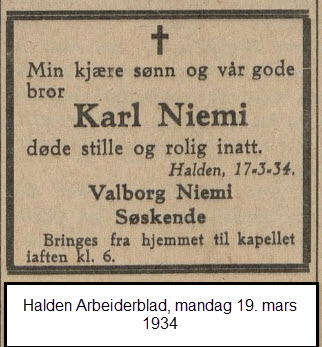 Min kjære sønn og vår gode
bror
Karl Niemi
døde stille og rolig inatt.
Halden, 17-3-34.
Valborg Niemi
Søskende
Bringes fra hjemmet til kapellet
iaften kl. 6.
Halden Arbeiderblad, mandag 19. mars
1934